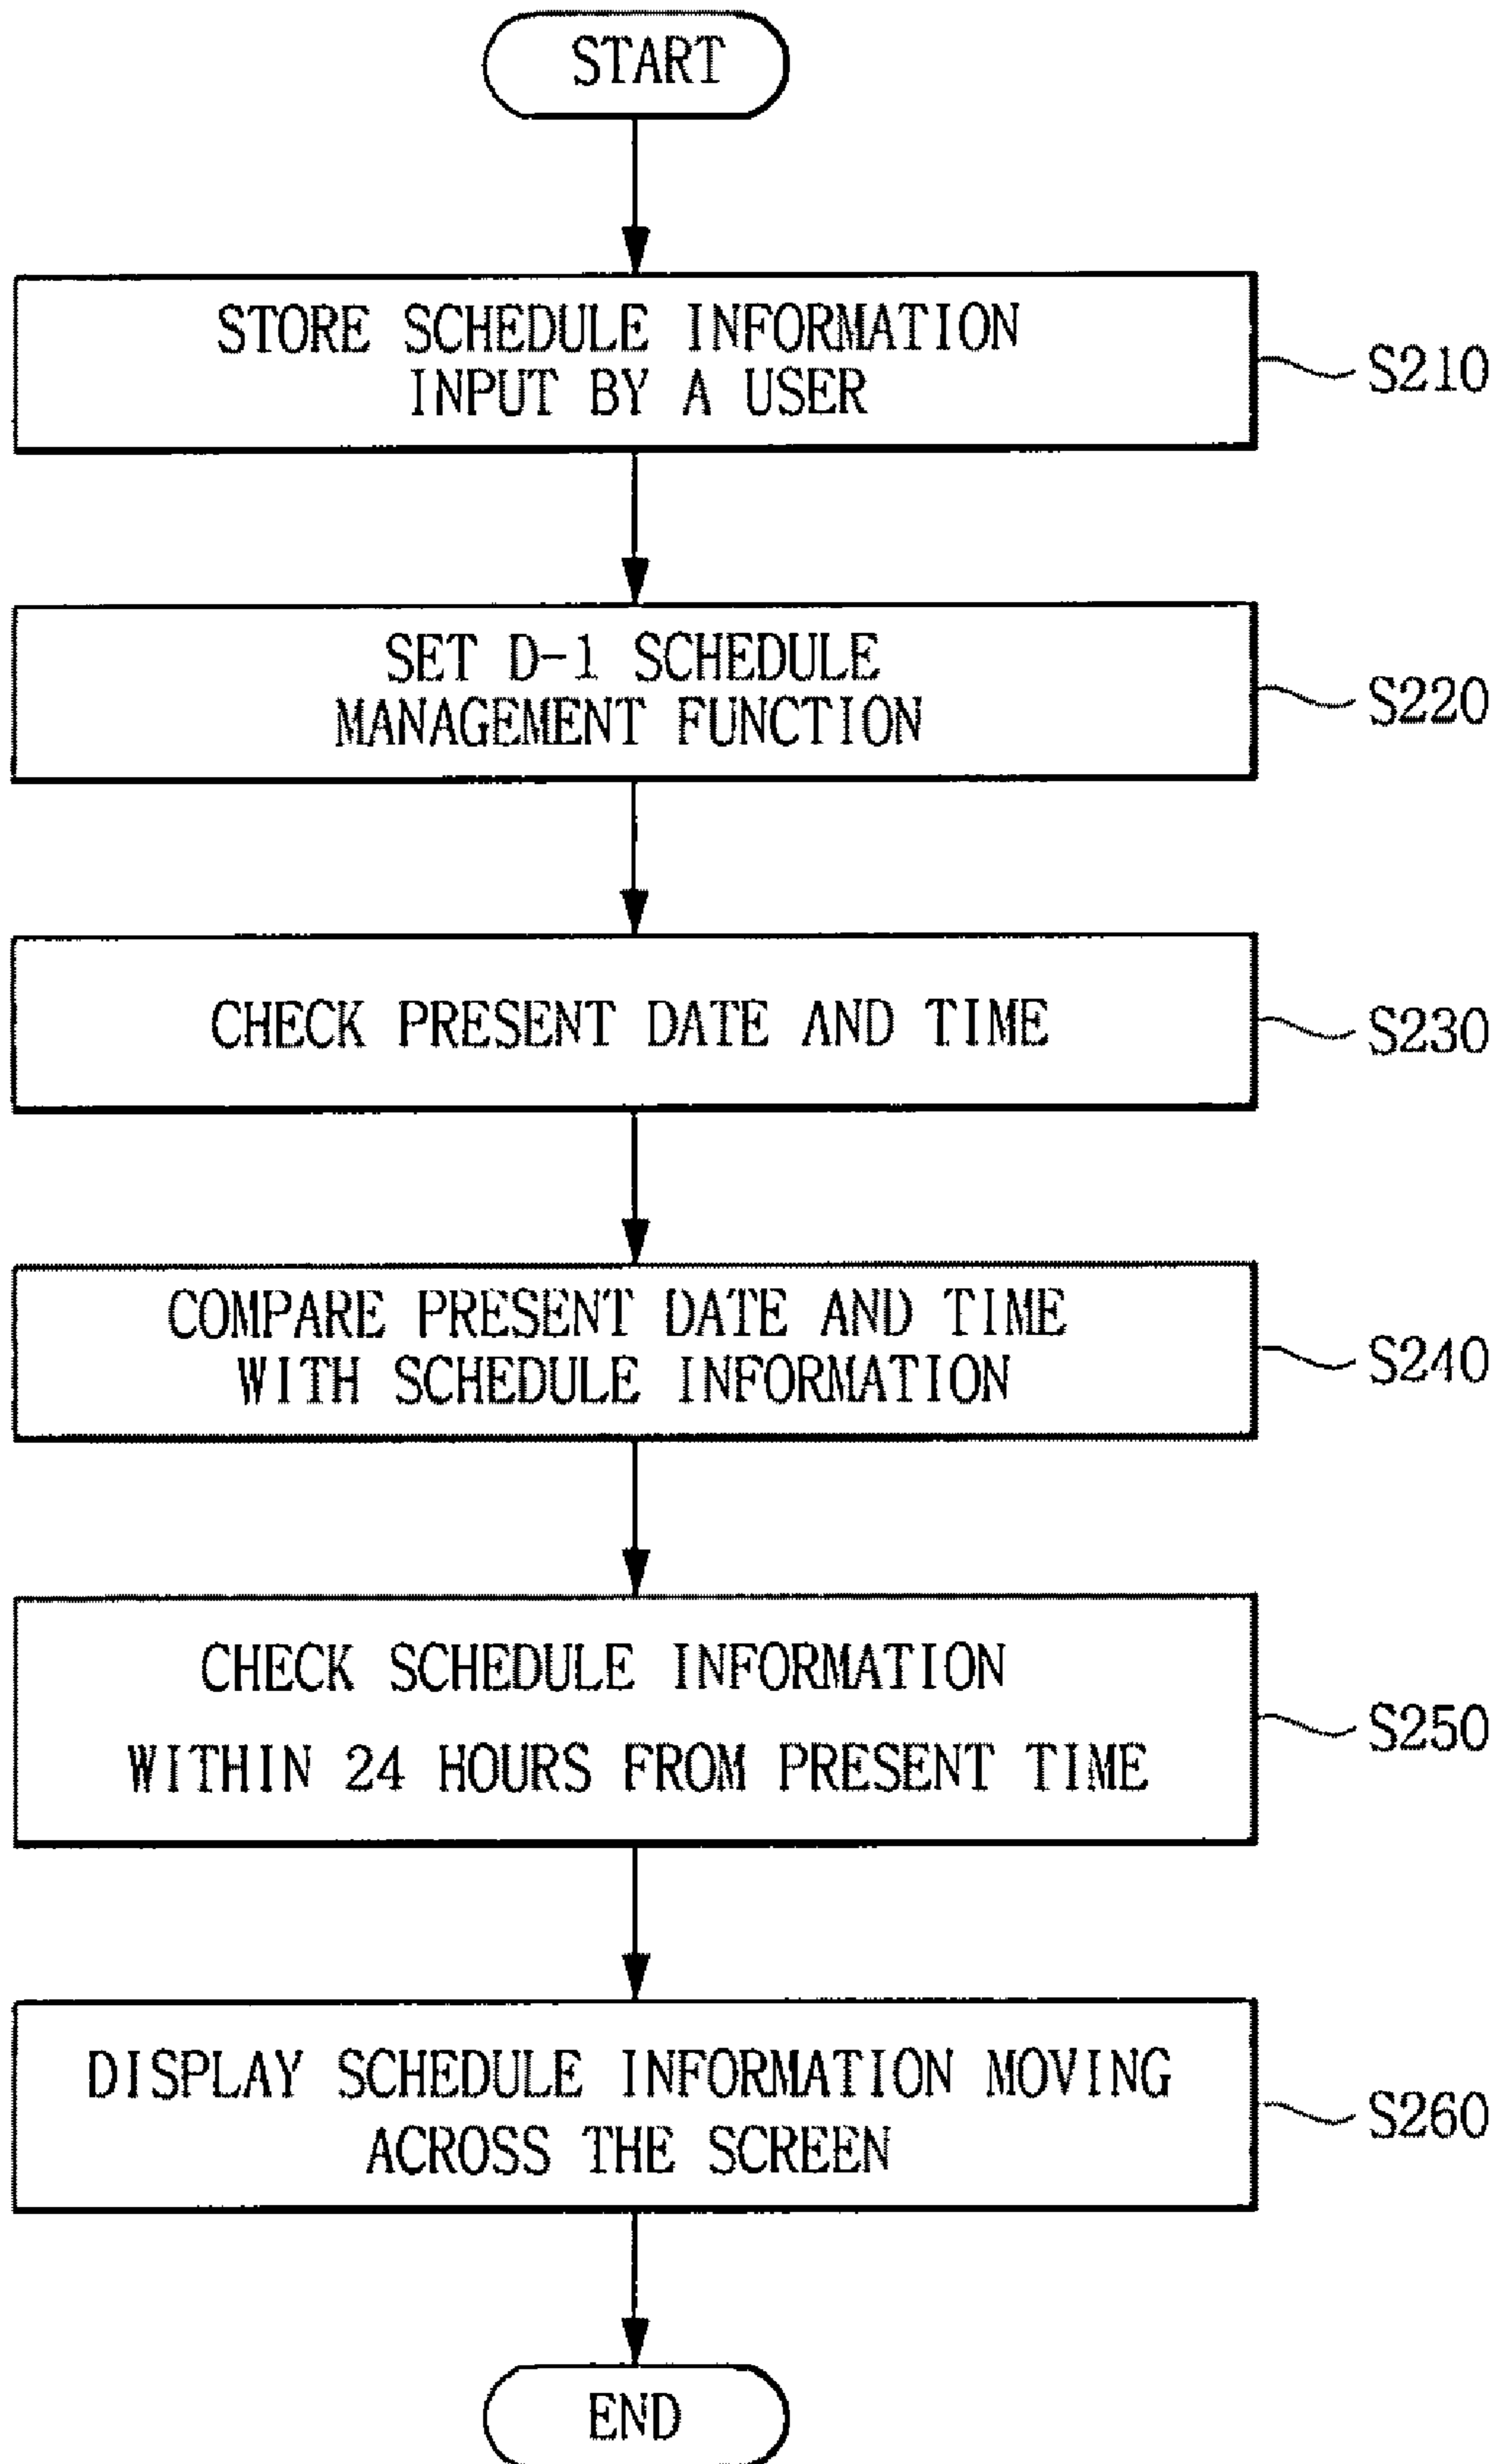 START
STORE SCHEDULE INFORMATION
INPUT BY A USER
S210
SET D-1 SCHEDULE
MANAGEMENT FUNCTION
S220
CHECK PRESENT DATE AND TIME
S230
COMPARE PRESENT DATE AND TIME
WITH SCHEDULE INFORMATION
S240
CHECK SCHEDULE INFORMATION
WITHIN 24 HOURS FROM PRESENT TIME
S250
DISPLAY SCHEDULE INFORMATION MOVING
ACROSS THE SCREEN
S260
END